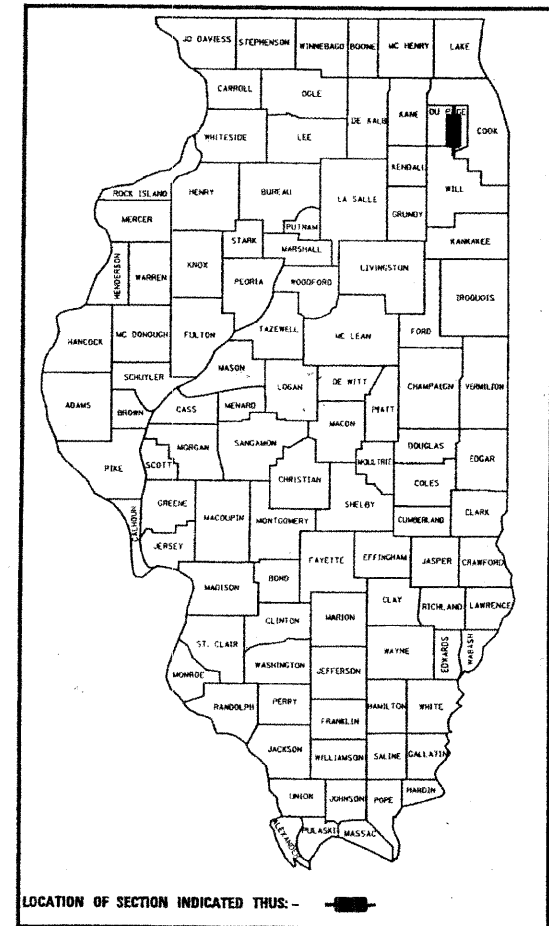 JO DAVIESS STEPHENSON WINNEBAGO BOONE MC HENRY LAKE
CARROLL OGLE
DE KALB KANE DU P GE COOK
WHITESIDE LEE
KENDALL WILL
ROCK ISLAND HENRY BUREAU LA SALLE GRUNDY
MERCER PUTNAM KANKAKEE
STARK MARSHALL
HENDERSON WARREN KNOX PEORIA WOODFORD LIVINGSTON IROQUOIS
HANCOCK MC DONOUGH FULTON TAZEWELL MC LEAN FORD
MASON
SCHUYLER LOGAN DE WITT CHAMPAIGN VERMILION
ADAMS BROWN CASS MENARD MACON PIATT
PIKE SCOTT MORGAN SANGAMON MOULTRIE DOUGLAS EDGAR
CHRISTIAN COLES
CALHOUN GREENE MACOUPIN MONTGOMERY SHELBY CUMBERLAND CLARK
JERSEY FAYETTE EFFINGHAM JASPER CRAWFORD
MADISON BOND
CLAY RICHLAND LAWRENCE
CLINTON MARION
ST. CLAIR WAYNE EDWARDS WABASH
WASHINGTON JEFFERSON
MONROE
RANDOLPH PERRY HAMILTON WHITE
FRANKLIN
JACKSON WILLIAMSON SALINE GALLATIN
UNION JOHNSON POPE HARDIN
ALEXANDER PULASKI MASSAC
LOCATION OF SECTION INDICATED THUS: -